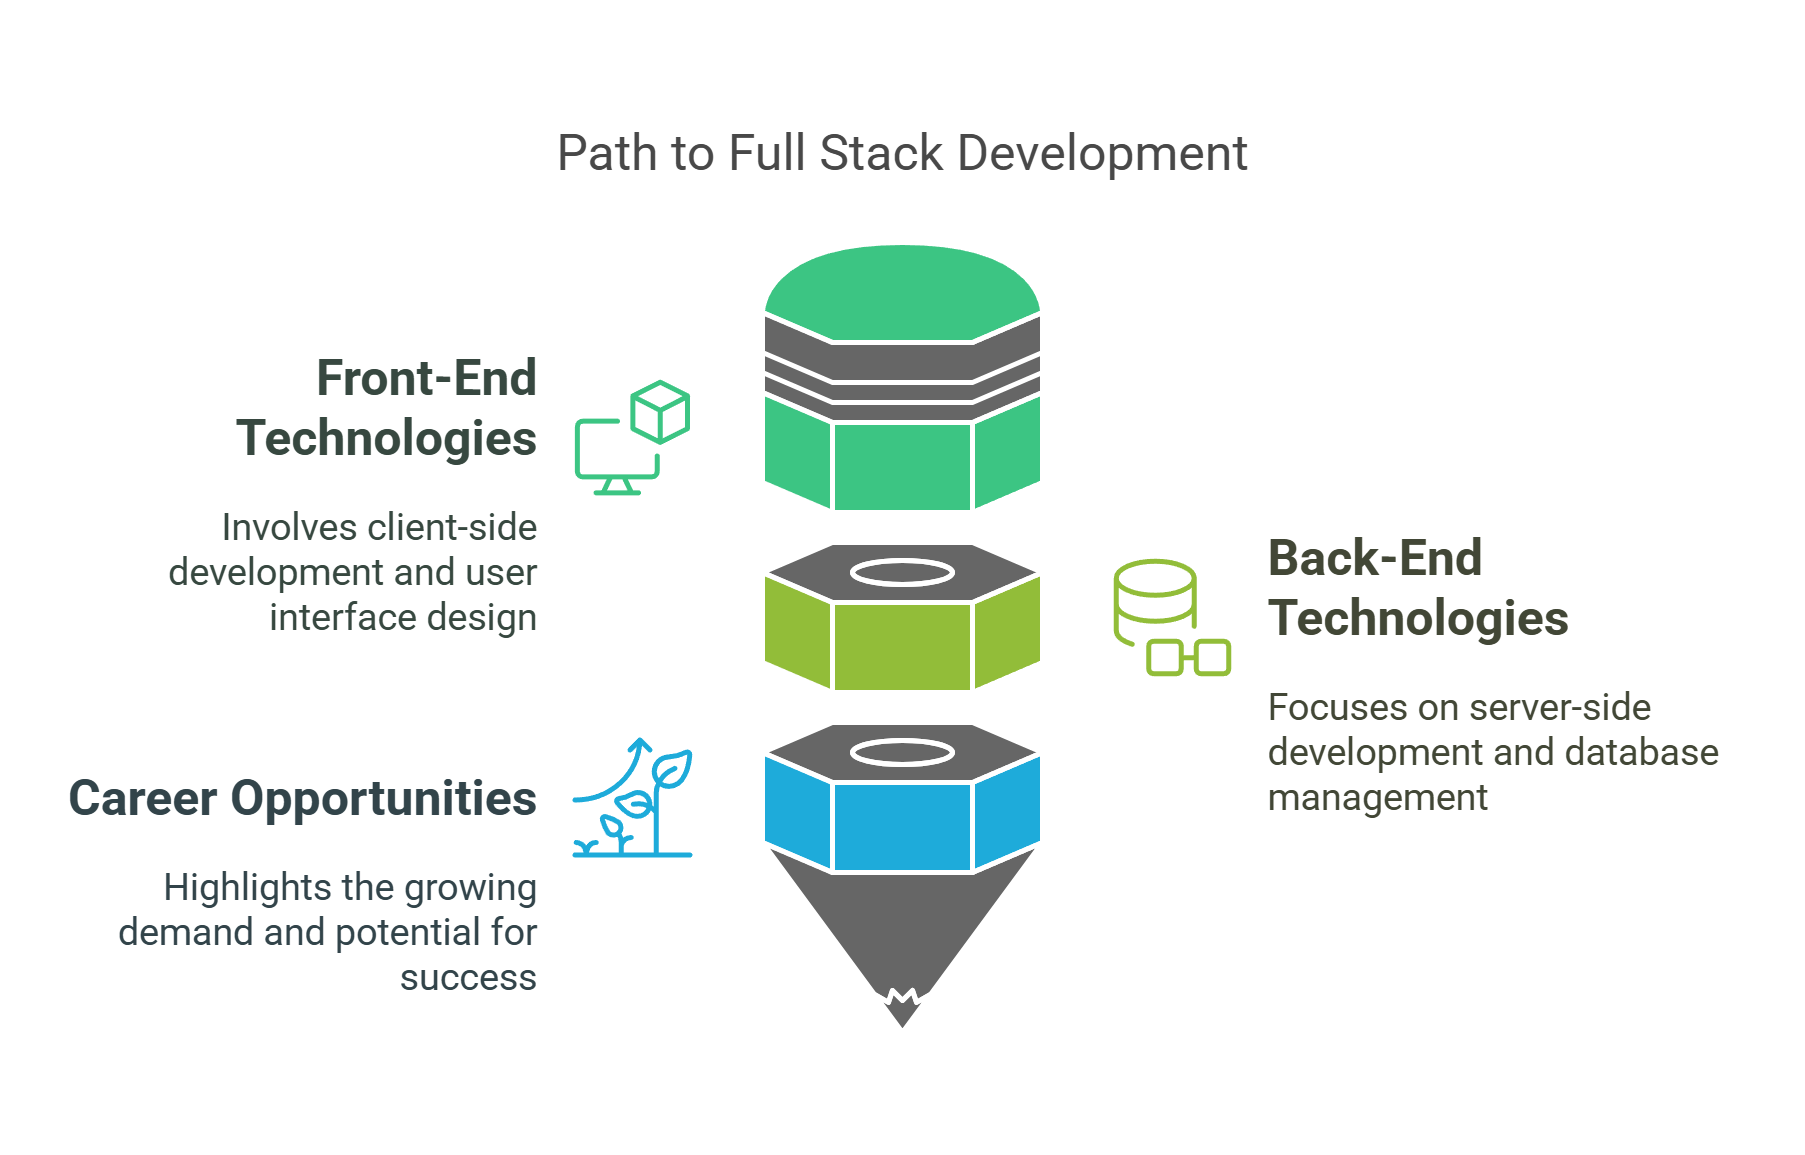 Path to Full Stack Development
Front-End
Technologies
Involves client-side
development and user
interface design
Back-End
Technologies
Focuses on server-side
development and database
management
Career Opportunities
Highlights the growing
demand and potential for
success